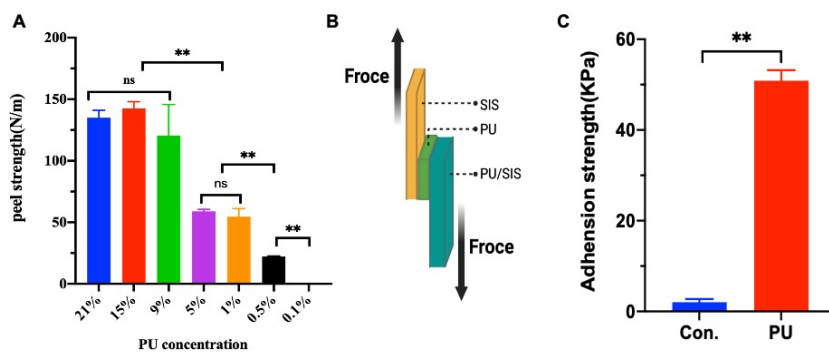 A
peel strength(N/m)
200
150
100
50
0
ns
**
**
ns
**
21%
15%
9%
5%
1%
0.5%
0.1%
PU concentration
B
Froce
SIS
PU
PU/SIS
Froce
C
Adhension strength(KPa)
60
40
20
0
**
Con.
PU